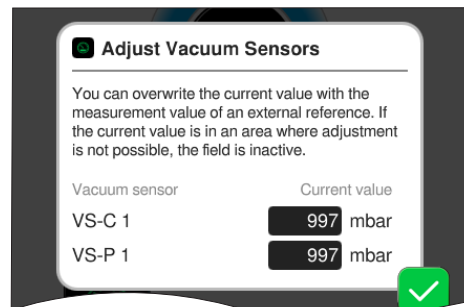 Adjust Vacuum Sensors
You can overwrite the current value with the
measurement value of an external reference. If
the current value is in an area where adjustment
is not possible, the field is inactive.
Vacuum sensor Current value
VS-C 1 997 mbar
VS-P 1 997 mbar